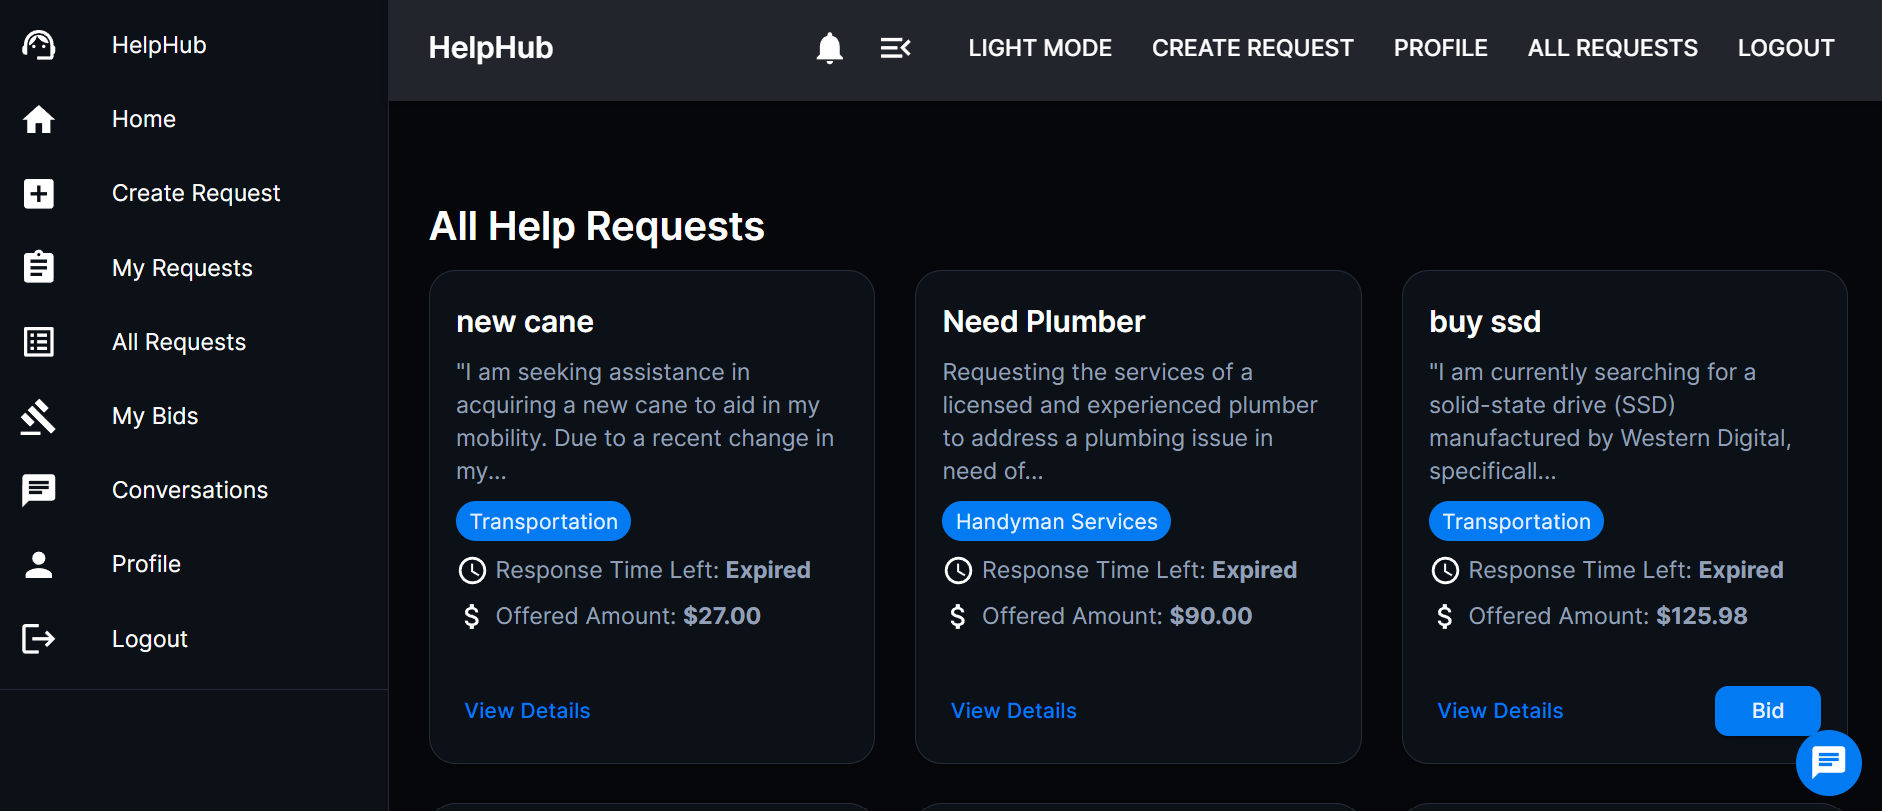 HelpHub
Home
Create Request
My Requests
All Requests
My Bids
Conversations
Profile
Logout
HelpHub
LIGHT MODE
CREATE REQUEST
PROFILE
ALL REQUESTS
LOGOUT
All Help Requests
new cane
"I am seeking assistance in
acquiring a new cane to aid in my
mobility. Due to a recent change in
my...
Transportation
Response Time Left: Expired
Offered Amount: $27.00
View Details
Need Plumber
Requesting the services of a
licensed and experienced plumber
to address a plumbing issue in
need of...
Handyman Services
Response Time Left: Expired
Offered Amount: $90.00
View Details
buy ssd
"I am currently searching for a
solid-state drive (SSD)
manufactured by Western Digital,
specificall...
Transportation
Response Time Left: Expired
Offered Amount: $125.98
View Details
Bid